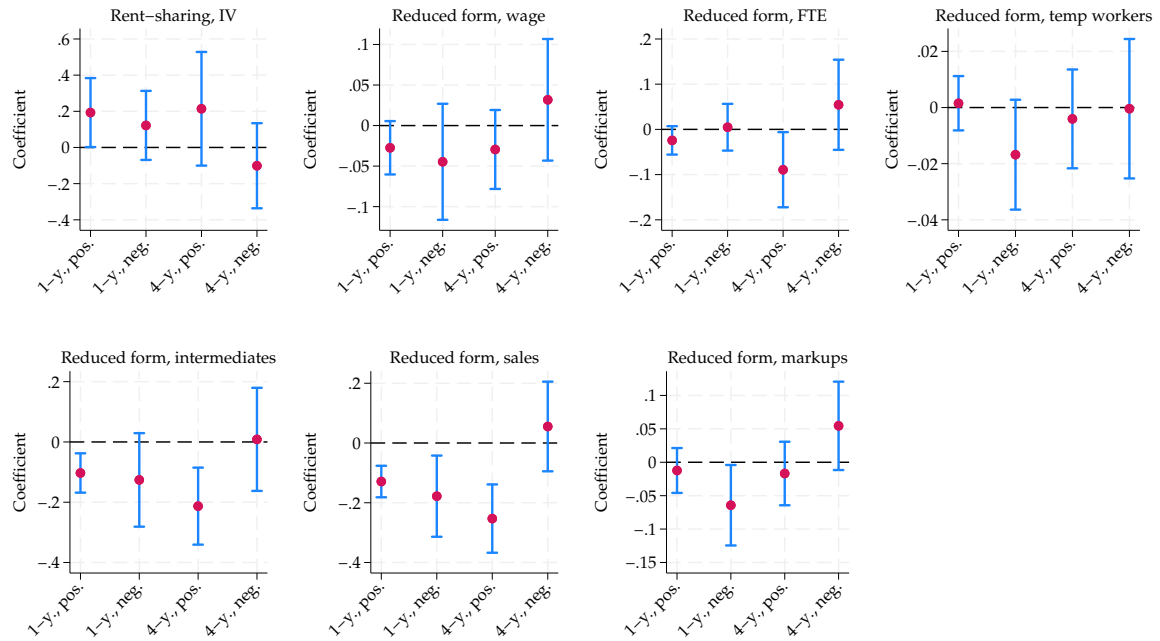 Rent−sharing, IV
Coefficient
.6
.4
.2
0
−.2
−.4
1−y., pos.
1−y., neg.
4−y., pos.
4−y., neg.
Reduced form, wage
Coefficient
.1
.05
0
−.05
−.1
1−y., pos.
1−y., neg.
4−y., pos.
4−y., neg.
Reduced form, FTE
Coefficient
.2
.1
0
−.1
−.2
1−y., pos.
1−y., neg.
4−y., pos.
4−y., neg.
Reduced form, temp workers
Coefficient
.02
0
−.02
−.04
1−y., pos.
1−y., neg.
4−y., pos.
4−y., neg.
Reduced form, intermediates
Coefficient
.2
0
−.2
−.4
1−y., pos.
1−y., neg.
4−y., pos.
4−y., neg.
Reduced form, sales
Coefficient
.2
0
−.2
−.4
1−y., pos.
1−y., neg.
4−y., pos.
4−y., neg.
Reduced form, markups
Coefficient
.1
.05
0
−.05
−.1
−.15
1−y., pos.
1−y., neg.
4−y., pos.
4−y., neg.